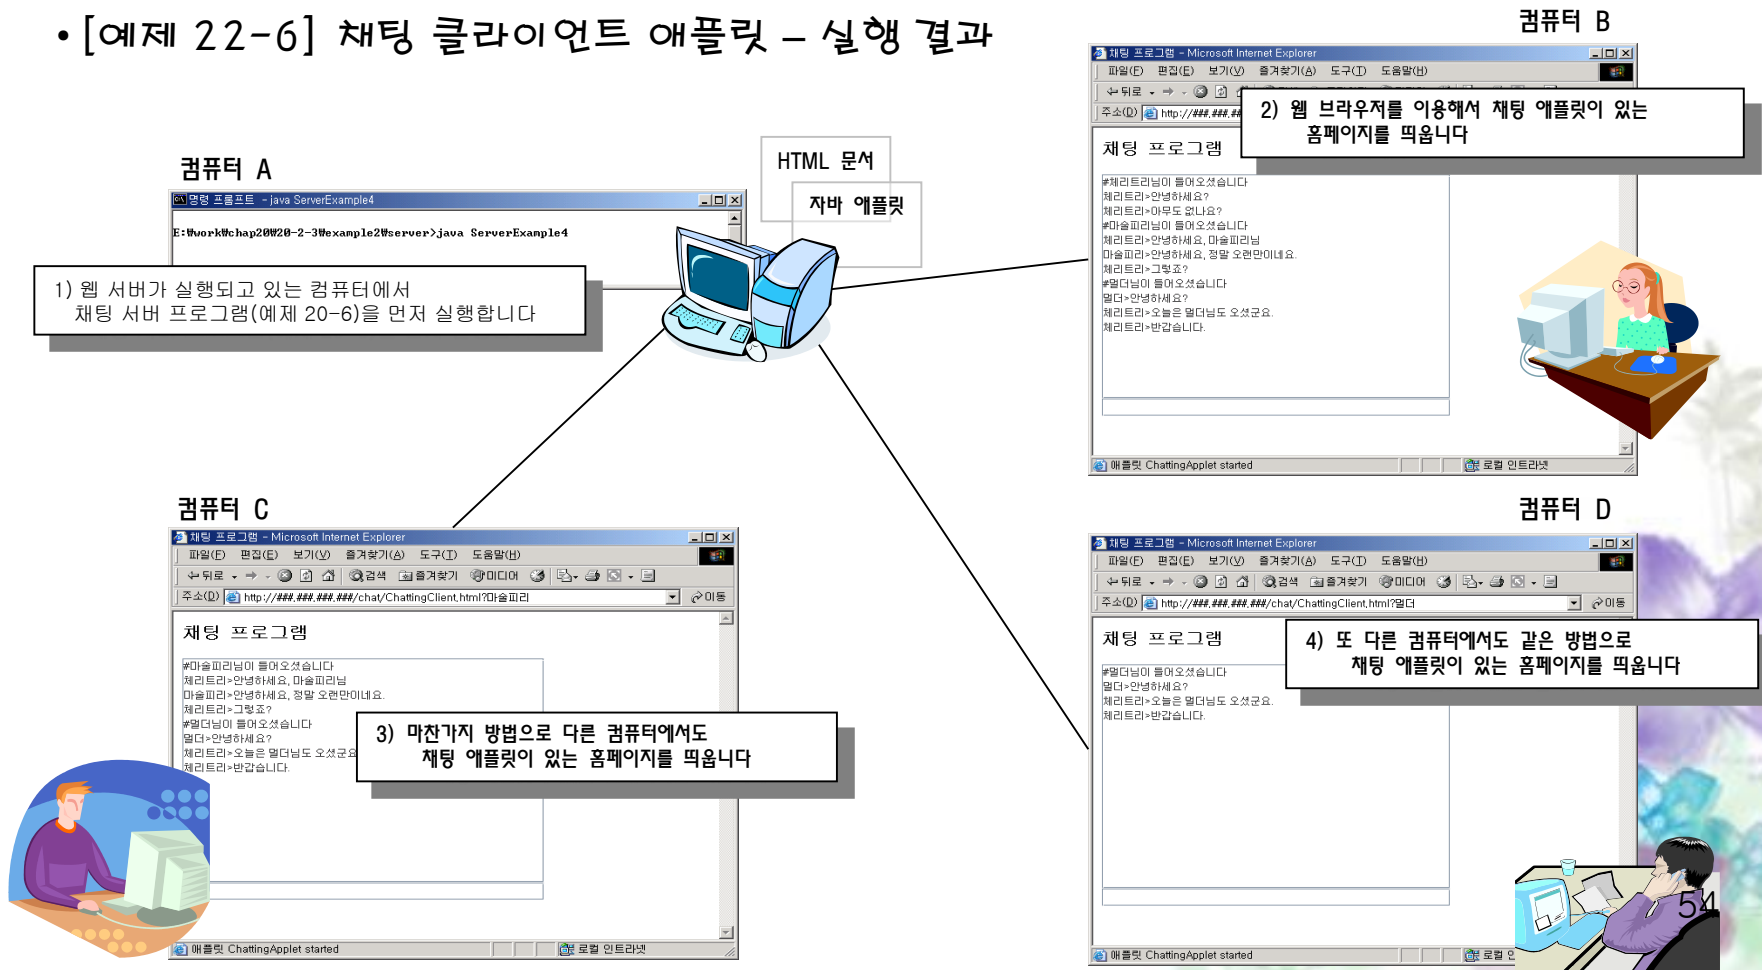 • [예제 22-6] 채팅 클라이언트 애플릿 – 실행 결과
컴퓨터 A
명령 프롬프트 - java ServerExample4
E:₩work₩chap20₩20-2-3₩example2₩server>java ServerExample4
1) 웹 서버가 실행되고 있는 컴퓨터에서
채팅 서버 프로그램(예제 20-6)을 먼저 실행합니다
HTML 문서
자바 애플릿
컴퓨터 B
채팅 프로그램 - Microsoft Internet Explorer
파일(F) 편집(E) 보기(V) 즐겨찾기(A) 도구(T) 도움말(H)
뒤로
주소(D) http://###.###.##
2) 웹 브라우저를 이용해서 채팅 애플릿이 있는
홈페이지를 띄웁니다
채팅 프로그램
#체리트리님이 들어오셨습니다
체리트리>안녕하세요?
체리트리>아무도 없나요?
#마술피리님이 들어오셨습니다
체리트리>안녕하세요, 마술피리님
마술피리>안녕하세요, 정말 오랜만이네요.
체리트리>그렇죠?
#멀더님이 들어오셨습니다
멀더>안녕하세요?
체리트리>오늘은 멀더님도 오셨군요.
체리트리>반갑습니다.
애플릿 ChattingApplet started
로컬 인트라넷
컴퓨터 C
채팅 프로그램 - Microsoft Internet Explorer
파일(F) 편집(E) 보기(V) 즐겨찾기(A) 도구(T) 도움말(H)
뒤로 검색 즐겨찾기 미디어
주소(D) http://###.###.###.###/chat/ChattingClient.html?마술피리 이동
채팅 프로그램
#마술피리님이 들어오셨습니다
체리트리>안녕하세요, 마술피리님
마술피리>안녕하세요, 정말 오랜만이네요.
체리트리>그렇죠?
#멀더님이 들어오셨습니다
멀더>안녕하세요?
체리트리>오늘은 멀더님도 오셨군요
체리트리>반갑습니다.
3) 마찬가지 방법으로 다른 컴퓨터에서도
채팅 애플릿이 있는 홈페이지를 띄웁니다
애플릿 ChattingApplet started
로컬 인트라넷
컴퓨터 D
채팅 프로그램 - Microsoft Internet Explorer
파일(F) 편집(E) 보기(V) 즐겨찾기(A) 도구(T) 도움말(H)
뒤로 검색 즐겨찾기 미디어
주소(D) http://###.###.###.###/chat/ChattingClient.html?멀더 이동
채팅 프로그램
4) 또 다른 컴퓨터에서도 같은 방법으로
채팅 애플릿이 있는 홈페이지를 띄웁니다
#멀더님이 들어오셨습니다
멀더>안녕하세요?
체리트리>오늘은 멀더님도 오셨군요.
체리트리>반갑습니다.
애플릿 ChattingApplet started
로컬
54